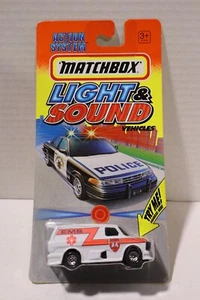 ACTION
SYSTEM
3+
MATCHBOX
LIGHT &
SOUND
VEHICLES
POLICE
TRY ME!
EMS